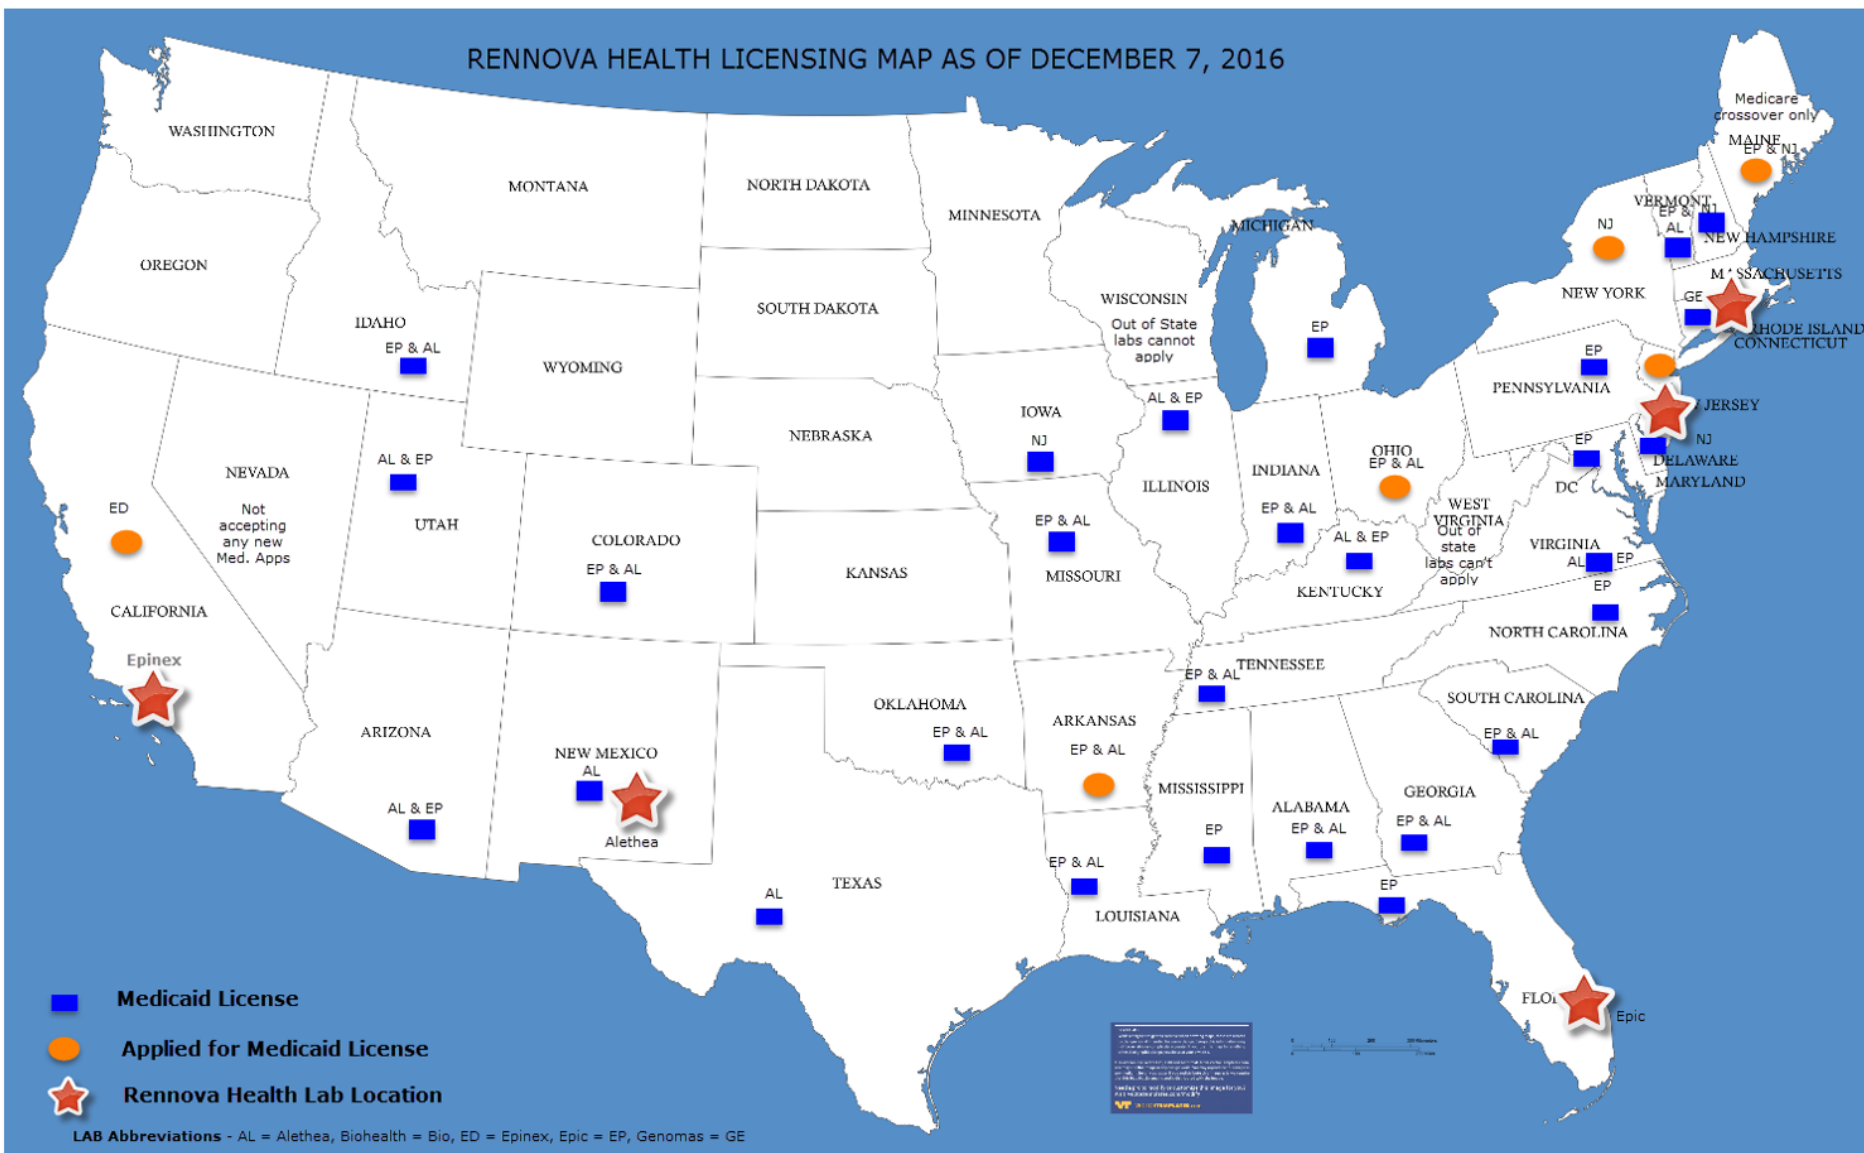 RENNOVA HEALTH LICENSING MAP AS OF DECEMBER 7, 2016
WASHINGTON
MONTANA
NORTH DAKOTA
MINNESOTA
Medicare
crossover only
MAINE
EP & NJ
OREGON
IDAHO
EP & AL
WYOMING
SOUTH DAKOTA
WISCONSIN
Out of State
labs cannot
apply
MICHIGAN
EP
VERMONT
EP &
AL
NJ
NEW HAMPSHIRE
NJ
NEW YORK
MASSACHUSETTS
GE
RHODE ISLAND
CONNECTICUT
EP
PENNSYLVANIA
JERSEY
NJ
DELAWARE
MARYLAND
EP
DC
NEVADA
Not
accepting
any new
Med. Apps
AL & EP
UTAH
NEBRASKA
IOWA
NJ
AL & EP
ILLINOIS
INDIANA
EP & AL
OHIO
EP & AL
WEST
VIRGINIA
Out of
state
labs can't
apply
VIRGINIA
AL
EP
ED
CALIFORNIA
Epinex
COLORADO
EP & AL
KANSAS
EP & AL
MISSOURI
AL & EP
KENTUCKY
EP
NORTH CAROLINA
TENNESSEE
EP & AL
ARIZONA
AL & EP
NEW MEXICO
AL
Alethea
OKLAHOMA
EP & AL
ARKANSAS
EP & AL
SOUTH CAROLINA
EP & AL
MISSISSIPPI
EP
ALABAMA
EP & AL
GEORGIA
EP & AL
TEXAS
AL
EP & AL
LOUISIANA
EP
FLO
Epic
Medicaid License
Applied for Medicaid License
Rennova Health Lab Location
LAB Abbreviations - AL = Alethea, Biohealth = Bio, ED = Epinex, Epic = EP, Genomas = GE